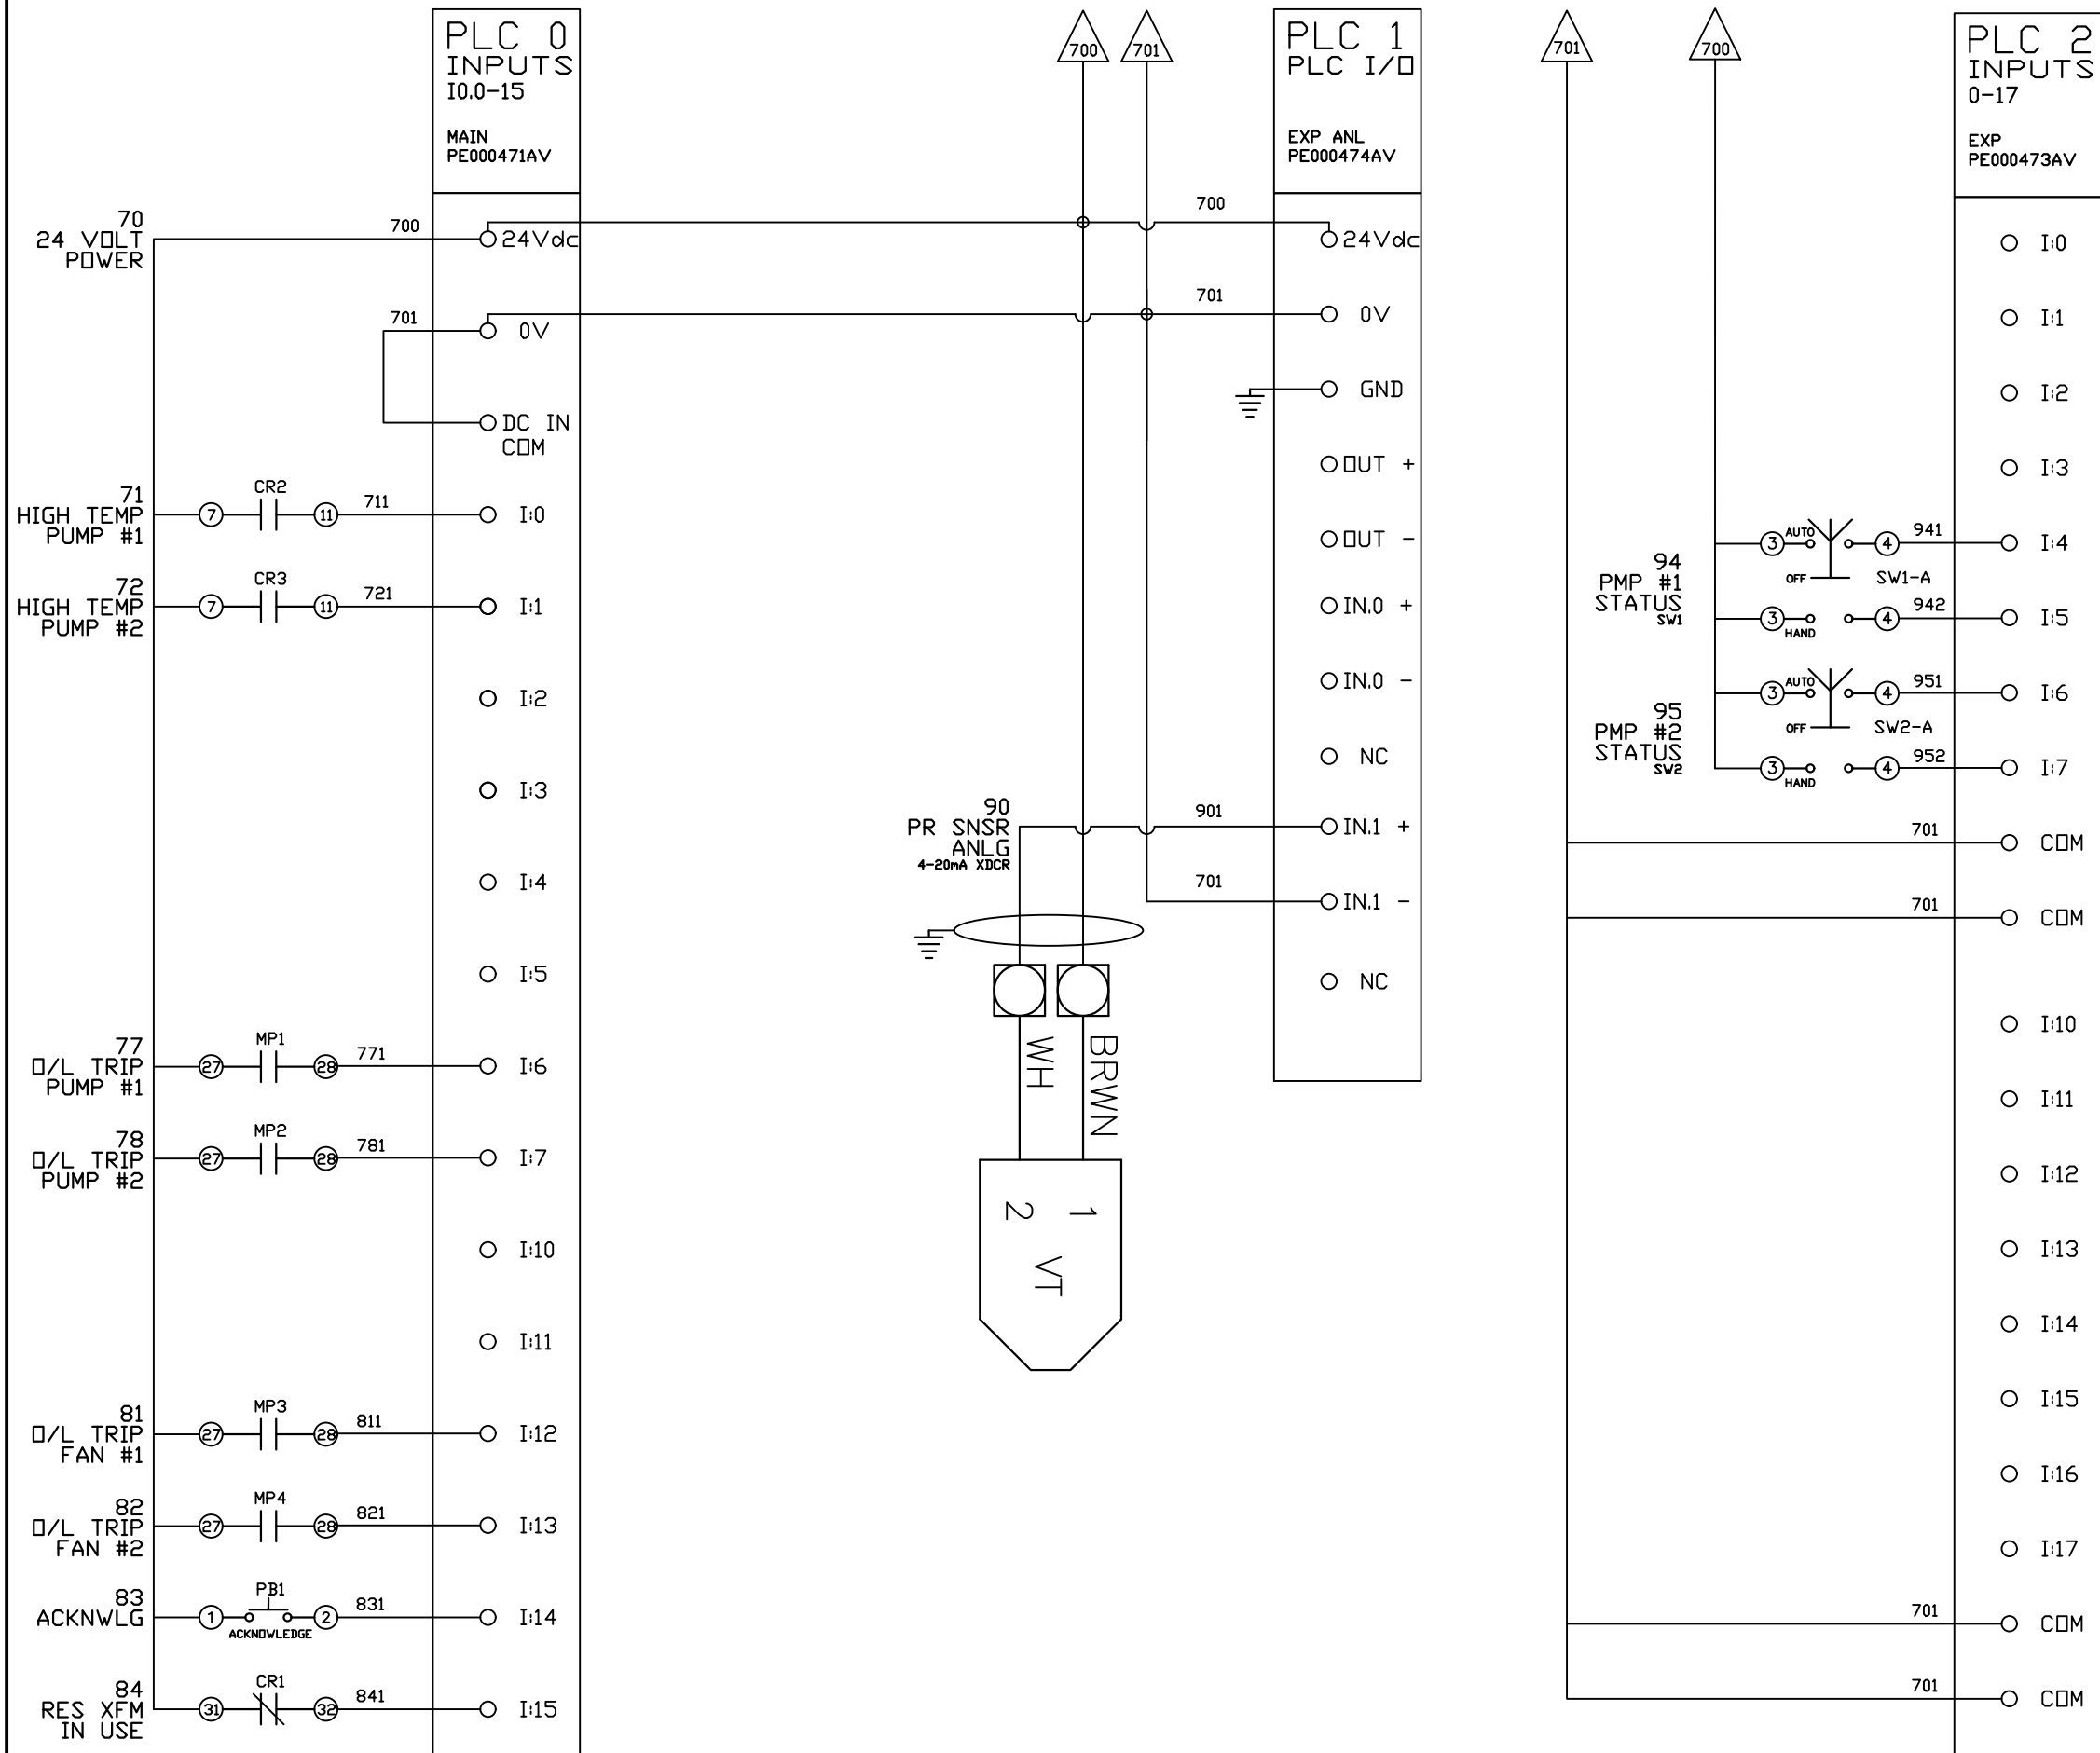 PLC 0
INPUTS
I0.0-15
MAIN
PE000471AV
70
24 VOLT
POWER
700
24Vdc
701
0V
DC IN
COM
71
HIGH TEMP
PUMP #1
7
CR2
11
711
I:0
72
HIGH TEMP
PUMP #2
7
CR3
11
721
I:1
I:2
I:3
I:4
I:5
77
O/L TRIP
PUMP #1
27
MP1
28
771
I:6
78
O/L TRIP
PUMP #2
27
MP2
28
781
I:7
I:10
I:11
81
O/L TRIP
FAN #1
27
MP3
28
811
I:12
82
O/L TRIP
FAN #2
27
MP4
28
821
I:13
83
ACKNWLG
1
PB1
2
ACKNOWLEDGE
831
I:14
84
RES XFM
IN USE
31
CR1
32
841
I:15
700
701
PLC 1
PLC I/O
EXP ANL
PE000474AV
700
24Vdc
701
0V
GND
OUT +
OUT -
IN.0 +
IN.0 -
NC
90
PR SNSR
ANLG
4-20mA XDCR
901
IN.1 +
701
IN.1 -
NC
WH
BRWN
1
2
VT
701
700
PLC 2
INPUTS
0-17
EXP
PE000473AV
I:0
I:1
I:2
I:3
94
PMP #1
STATUS
SW1
3
AUTO
4
941
I:4
OFF
SW1-A
3
HAND
4
942
I:5
95
PMP #2
STATUS
SW2
3
AUTO
4
951
I:6
OFF
SW2-A
3
HAND
4
952
I:7
701
COM
701
COM
I:10
I:11
I:12
I:13
I:14
I:15
I:16
I:17
701
COM
701
COM